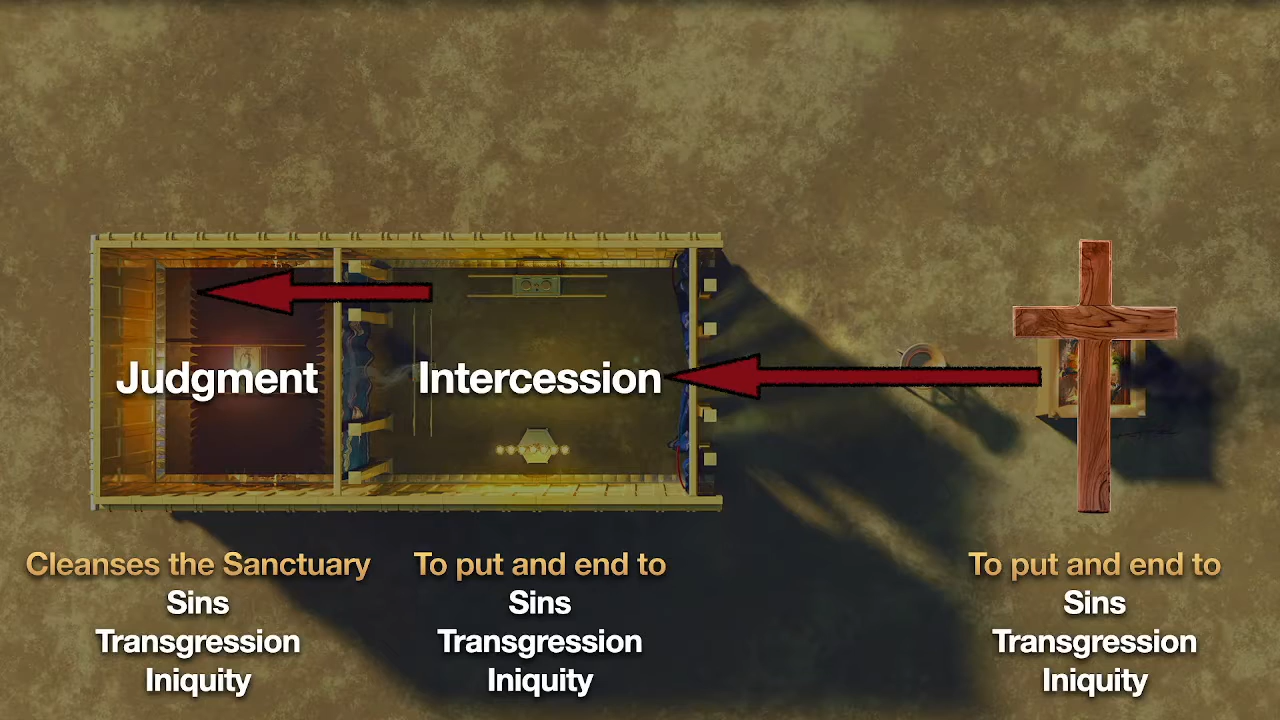 Judgment
Intercession
Cleanses the Sanctuary
Sins
Transgression
Iniquity
To put and end to
Sins
Transgression
Iniquity
To put and end to
Sins
Transgression
Iniquity